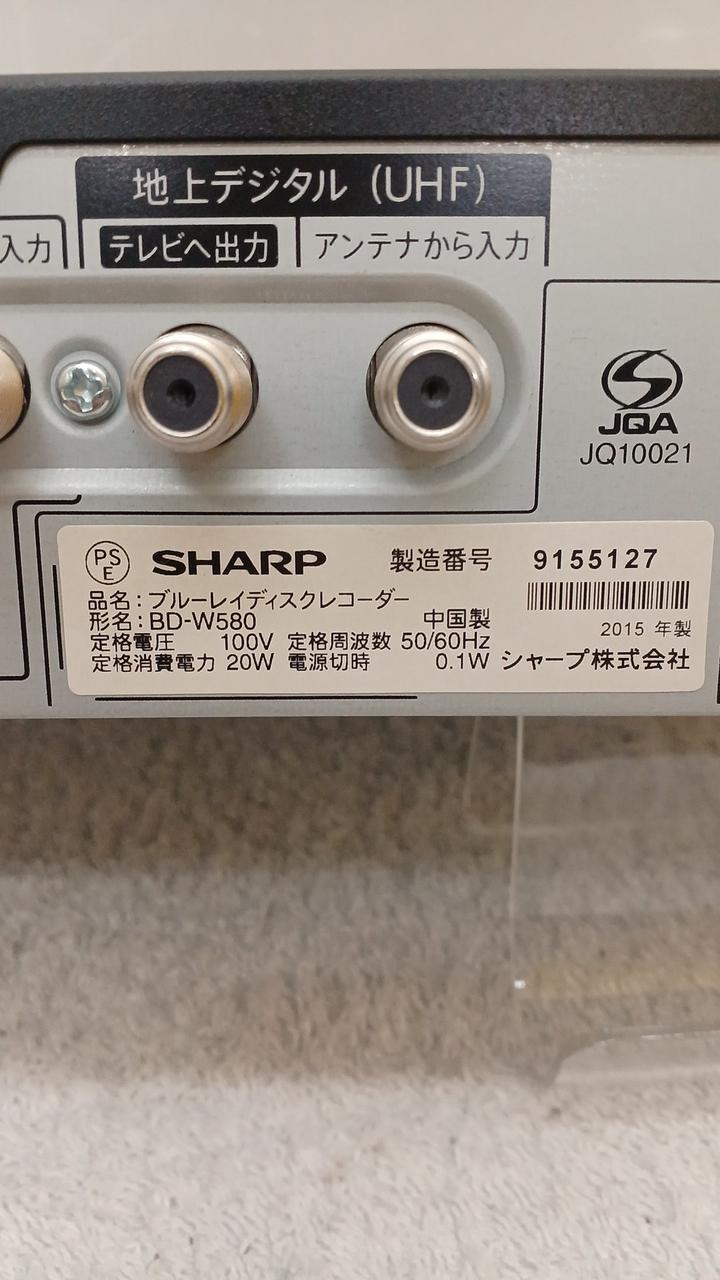 地上デジタル (UHF)
入力 テレビへ出力 アンテナから入力
JQA
JQ10021
PS
E
SHARP 製造番号 9155127
品名:ブルーレイディスクレコーダー
形名:BD-W580 中国製
2015 年製
定格電圧 100V 定格周波数 50/60Hz
定格消費電力 20W 電源切時 0.1W シャープ株式会社